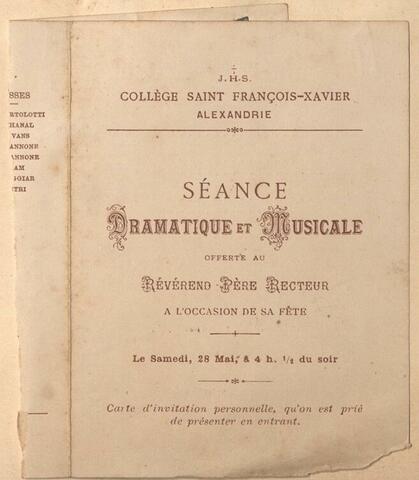 SSES
RTOLOTTI
HANAL
VANS
ANNONE
ANNONE
AM
GGIAR
TRI
J.H.S.
COLLÈGE SAINT FRANÇOIS-XAVIER
ALEXANDRIE
SÉANCE
DRAMATIQUE ET MUSICALE
OFFERTE AU
RÉVÉREND PÈRE RECTEUR
A L'OCCASION DE SA FÊTE
Le Samedi, 28 Mai, à 4 h. 1/2 du soir
Carte d'invitation personnelle, qu'on est prié
de présenter en entrant.